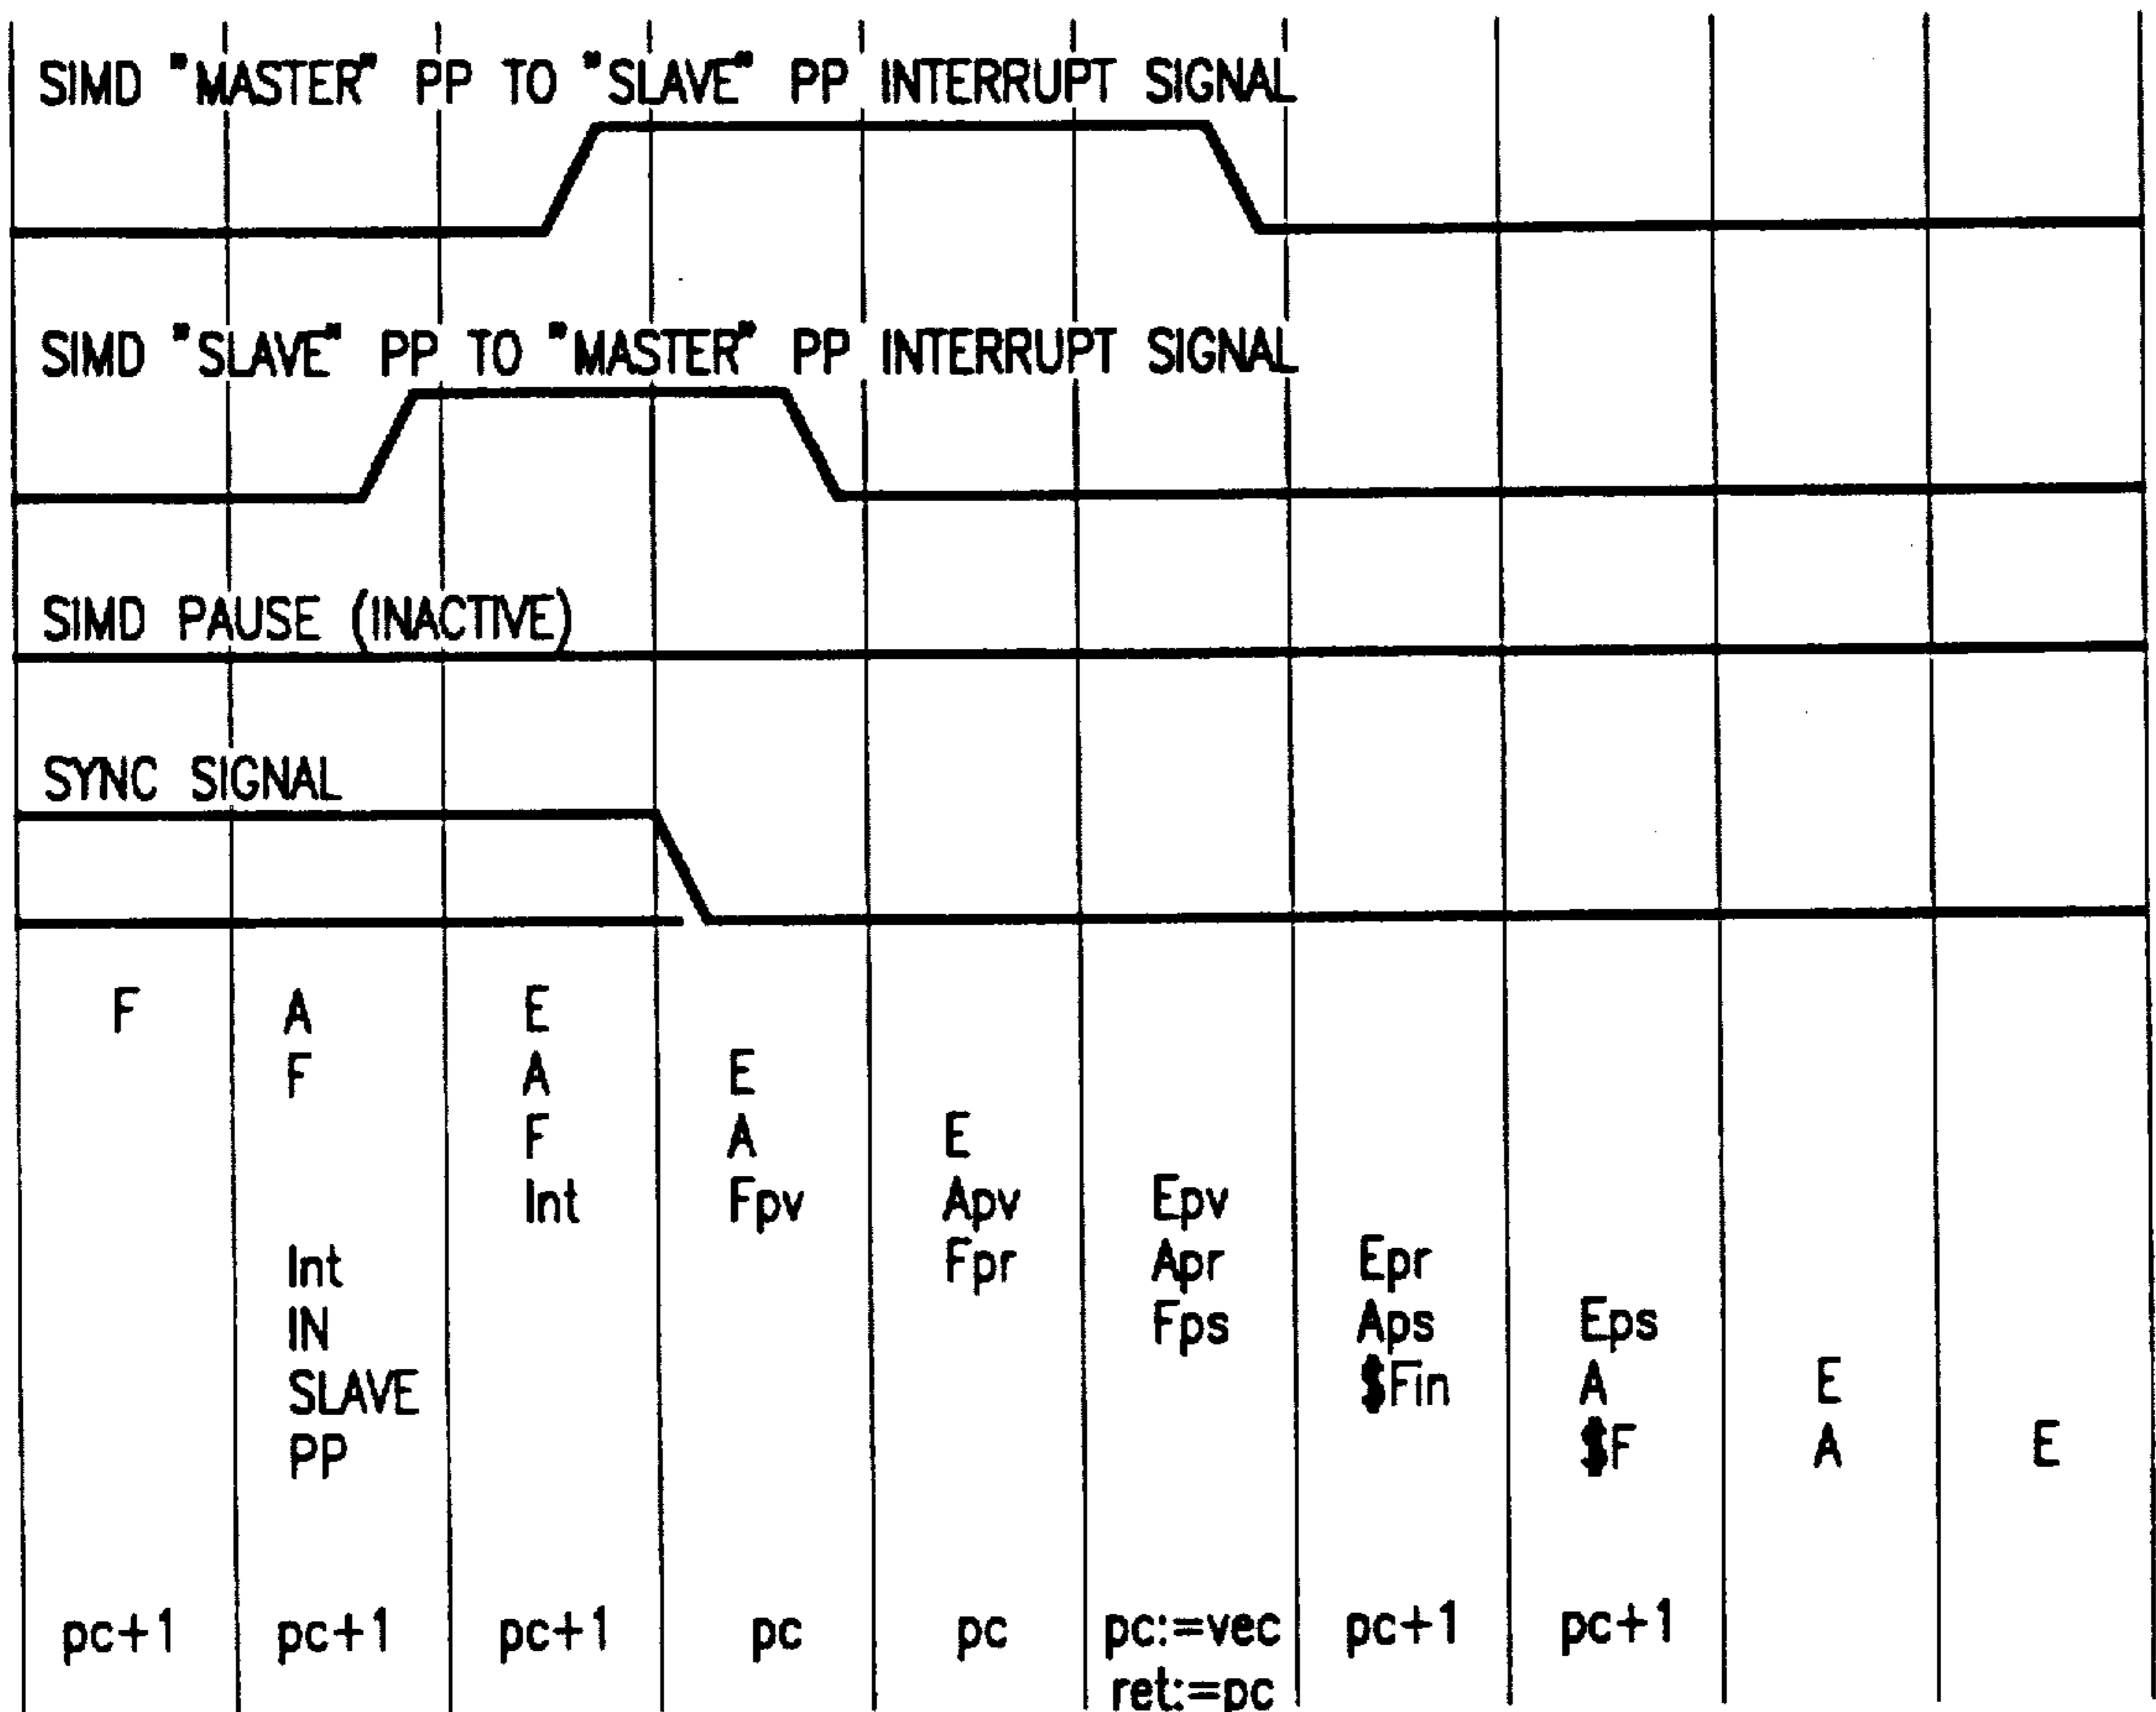 SIMD "MASTER" PP TO "SLAVE" PP INTERRUPT SIGNAL
SIMD "SLAVE" PP TO "MASTER" PP INTERRUPT SIGNAL
SIMD PAUSE (INACTIVE)
SYNC SIGNAL
F A E
F A E
F A E
Int Fpv Apv Epv
Int Fpr Apr Epr
IN Fps Aps Eps
SLAVE $Fin A E
PP $F A E
pc+1 pc+1 pc+1 pc pc pc:=vec pc+1 pc+1
ret:=pc